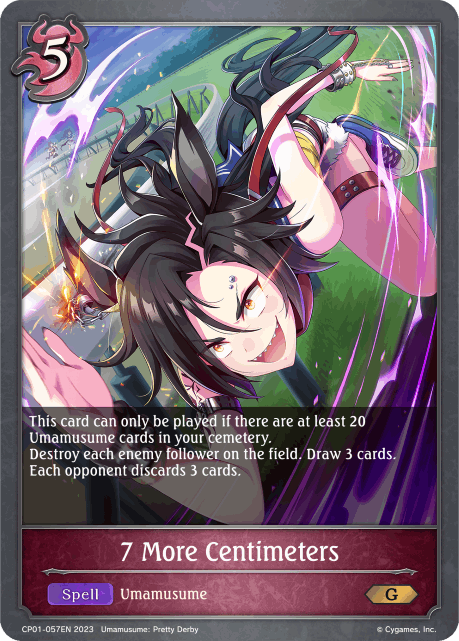 5
This card can only be played if there are at least 20
Umamusume cards in your cemetery.
Destroy each enemy follower on the field. Draw 3 cards.
Each opponent discards 3 cards.
7 More Centimeters
Spell Umamusume G
CP01-057EN 2023 Umamusume: Pretty Derby © Cygames, Inc.